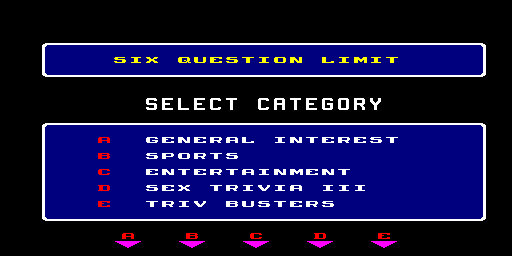 SIX QUESTION LIMIT
SELECT CATEGORY
A GENERAL INTEREST
B SPORTS
C ENTERTAINMENT
D SEX TRIVIA III
E TRIV BUSTERS
A B C D E